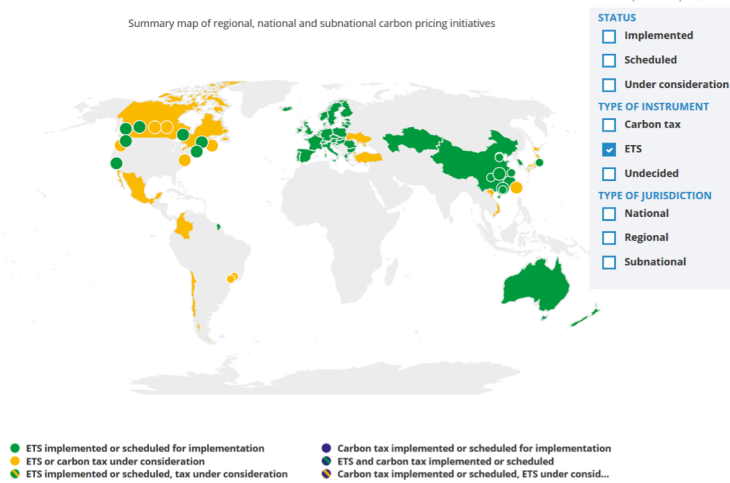 Summary map of regional, national and subnational carbon pricing initiatives
STATUS
Implemented
Scheduled
Under consideration
TYPE OF INSTRUMENT
Carbon tax
ETS
Undecided
TYPE OF JURISDICTION
National
Regional
Subnational
ETS implemented or scheduled for implementation
ETS or carbon tax under consideration
ETS implemented or scheduled, tax under consideration
Carbon tax implemented or scheduled for implementation
ETS and carbon tax implemented or scheduled
Carbon tax implemented or scheduled, ETS under consid...